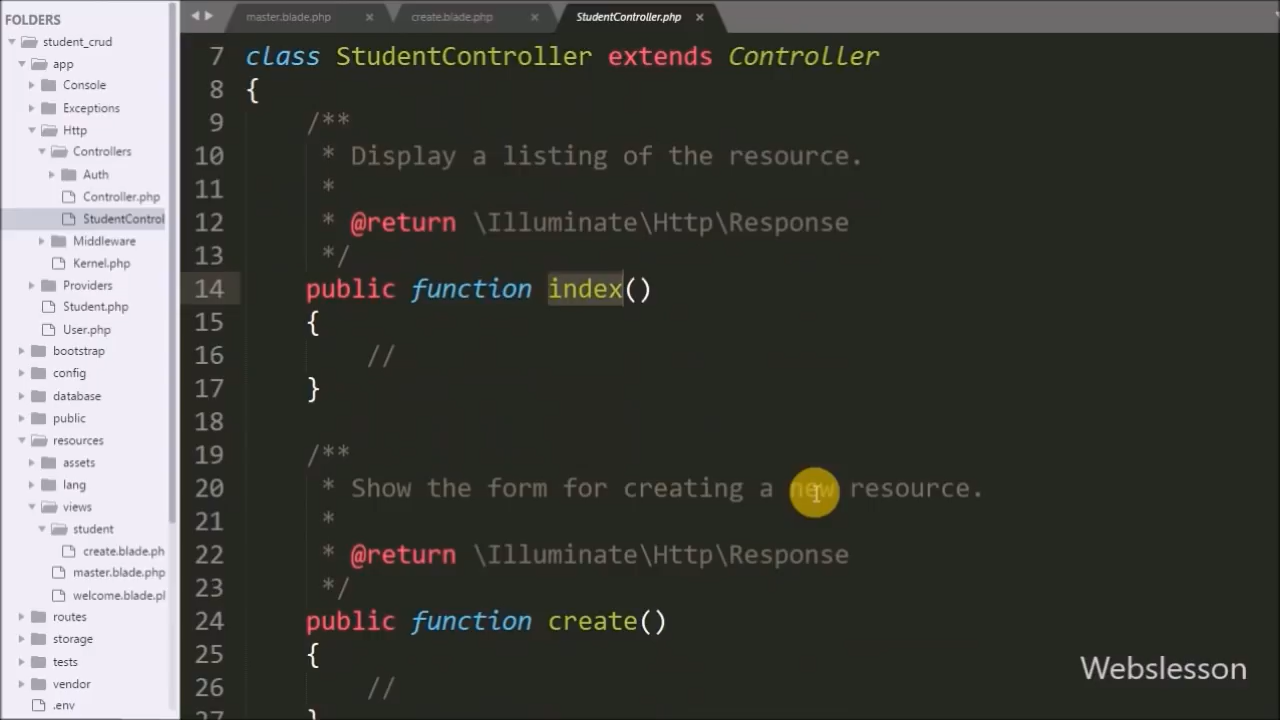 FOLDERS
student_crud
app
Console
Exceptions
Http
Controllers
Auth
Controller.php
StudentControl
Middleware
Kernel.php
Providers
Student.php
User.php
bootstrap
config
database
public
resources
assets
lang
views
student
create.blade.ph
master.blade.php
welcome.blade.pl
routes
storage
tests
vendor
.env
master.blade.php × create.blade.php × StudentController.php ×
7 class StudentController extends Controller
8 {
9 /**
10 * Display a listing of the resource.
11 *
12 * @return \Illuminate\Http\Response
13 */
14 public function index()
15 {
16 //
17 }
18
19 /**
20 * Show the form for creating a new resource.
21 *
22 * @return \Illuminate\Http\Response
23 */
24 public function create()
25 {
26 //
27 }
Webslesson